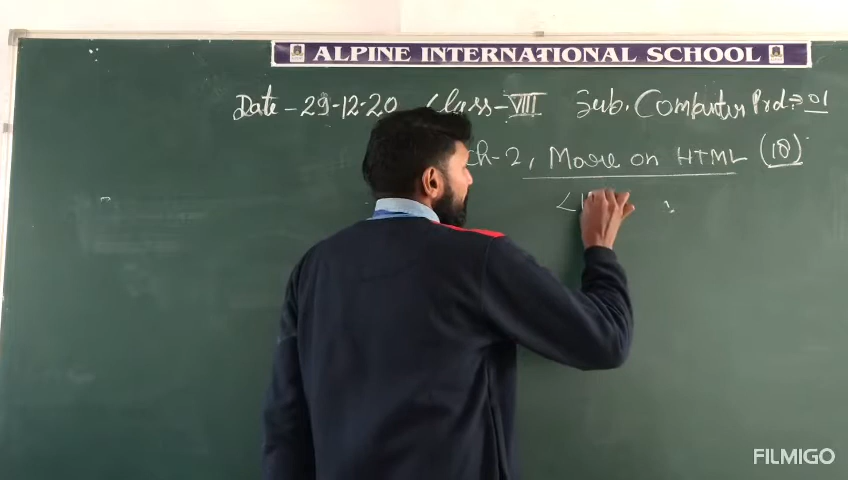 ALPINE INTERNATIONAL SCHOOL
Date - 29-12-20 Class - VIII Sub. Computer Prd → 01
Ch-2, More on HTML (18)
<
FILMIGO